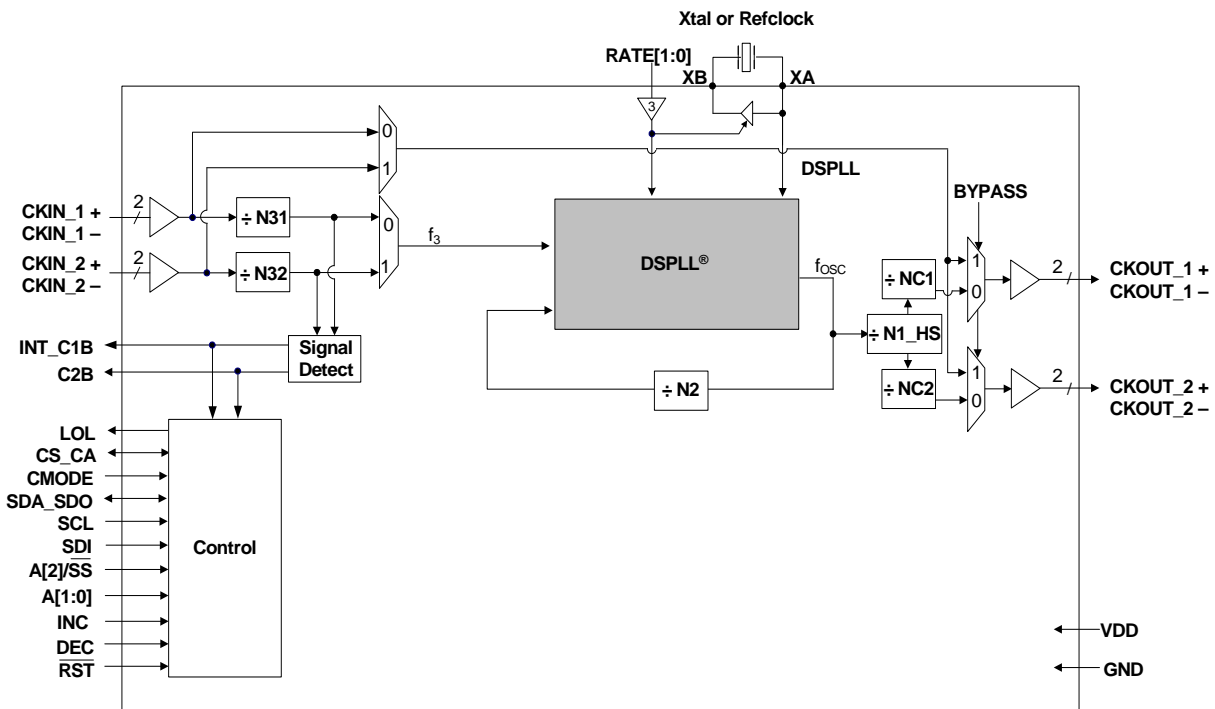 Xtal or Refclock
RATE[1:0]
XB
XA
3
0
1
DSPLL
BYPASS
2
CKIN_1 +
CKIN_1 –
÷ N31
0
f3
1
2
CKIN_2 +
CKIN_2 –
÷ N32
DSPLL®
fOSC
÷ NC1
1
0
2
CKOUT_1 +
CKOUT_1 –
÷ N1_HS
INT_C1B
C2B
Signal
Detect
÷ N2
÷ NC2
1
0
2
CKOUT_2 +
CKOUT_2 –
LOL
CS_CA
CMODE
SDA_SDO
SCL
SDI
A[2]/SS
A[1:0]
INC
DEC
RST
Control
VDD
GND